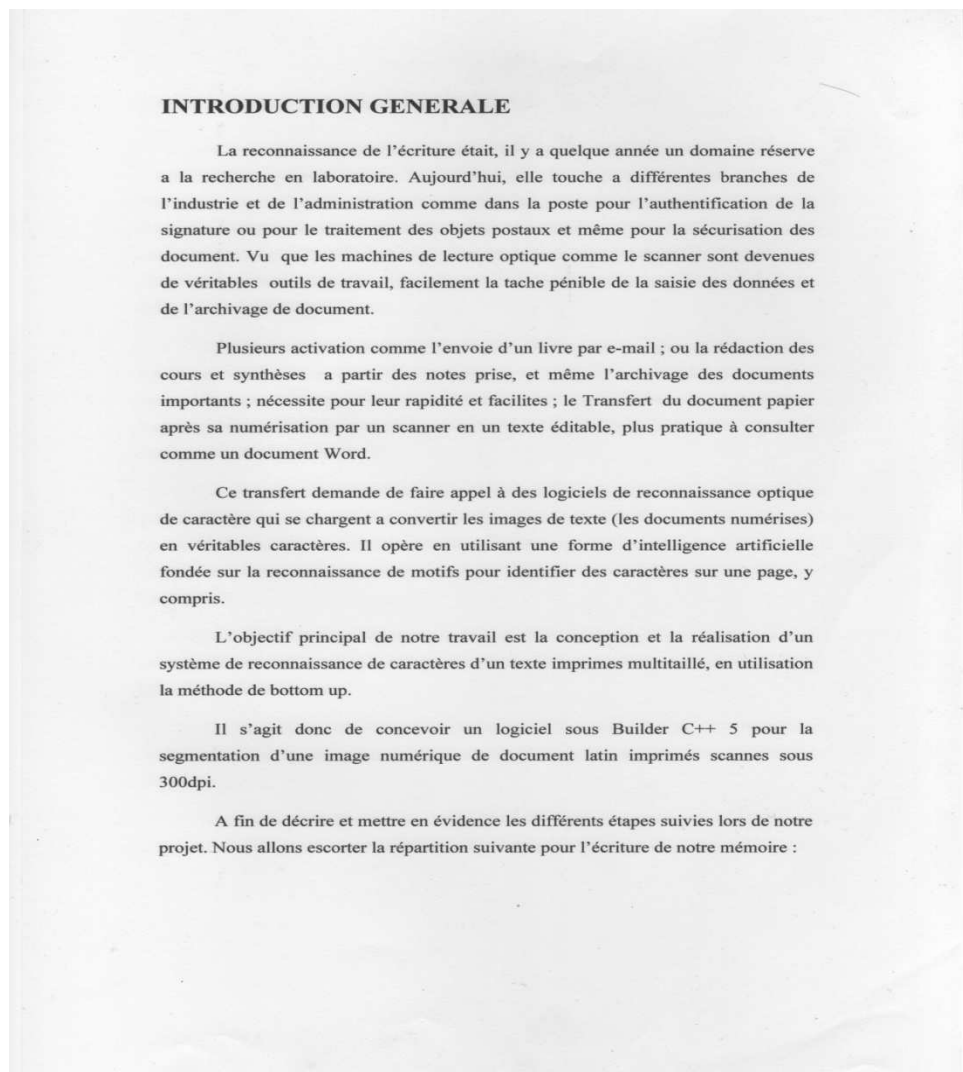 INTRODUCTION GENERALE
La reconnaissance de l'écriture était, il y a quelque année un domaine réserve
a la recherche en laboratoire. Aujourd'hui, elle touche a différentes branches de
l'industrie et de l'administration comme dans la poste pour l'authentification de la
signature ou pour le traitement des objets postaux et même pour la sécurisation des
document. Vu que les machines de lecture optique comme le scanner sont devenues
de véritables outils de travail, facilement la tache pénible de la saisie des données et
de l'archivage de document.
Plusieurs activation comme l'envoie d'un livre par e-mail ; ou la rédaction des
cours et synthèses a partir des notes prise, et même l'archivage des documents
importants ; nécessite pour leur rapidité et facilites ; le Transfert du document papier
après sa numérisation par un scanner en un texte éditable, plus pratique à consulter
comme un document Word.
Ce transfert demande de faire appel à des logiciels de reconnaissance optique
de caractère qui se chargent a convertir les images de texte (les documents numérises)
en véritables caractères. Il opère en utilisant une forme d'intelligence artificielle
fondée sur la reconnaissance de motifs pour identifier des caractères sur une page, y
compris.
L'objectif principal de notre travail est la conception et la réalisation d'un
système de reconnaissance de caractères d'un texte imprimes multitaillé, en utilisation
la méthode de bottom up.
Il s'agit donc de concevoir un logiciel sous Builder C++ 5 pour la
segmentation d'une image numérique de document latin imprimés scannes sous
300dpi.
A fin de décrire et mettre en évidence les différents étapes suivies lors de notre
projet. Nous allons escorter la répartition suivante pour l'écriture de notre mémoire :